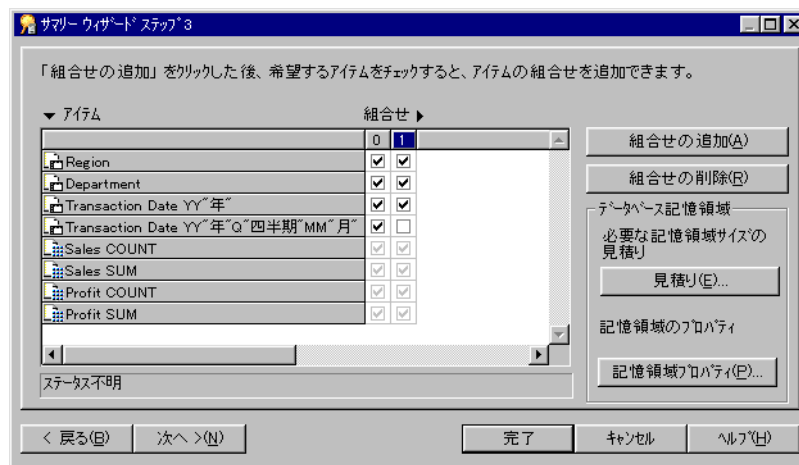 サマリー ウィザード ステップ3
「組合せの追加」をクリックした後、希望するアイテムをチェックすると、アイテムの組合せを追加できます。
▼ アイテム
組合せ ▶
0 1
Region
Department
Transaction Date YY"年"
Transaction Date YY"年"Q"四半期"MM"月"
Sales COUNT
Sales SUM
Profit COUNT
Profit SUM
ステータス不明
組合せの追加(A)
組合せの削除(R)
データベース記憶領域
必要な記憶領域サイズの
見積り
見積り(E)...
記憶領域のプロパティ
記憶領域プロパティ(P)...
< 戻る(B)
次へ >(N)
完了
キャンセル
ヘルプ(H)